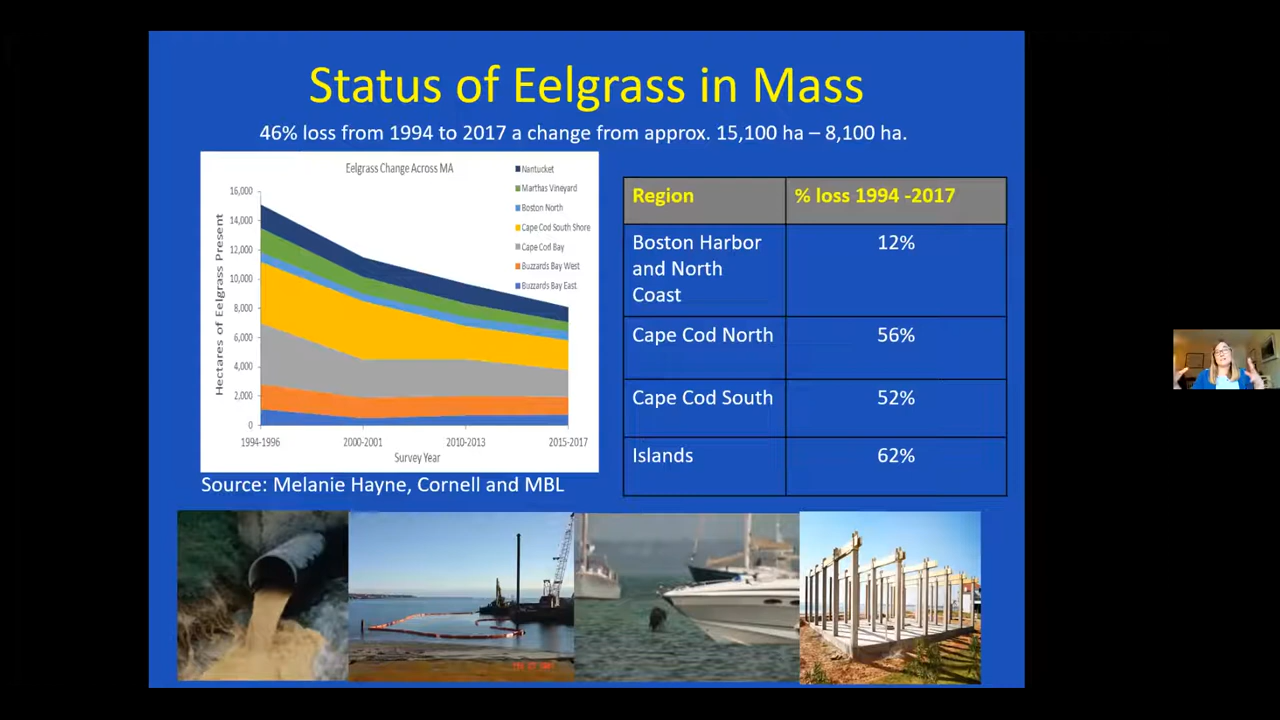 Status of Eelgrass in Mass
46% loss from 1994 to 2017 a change from approx. 15,100 ha – 8,100 ha.
Eelgrass Change Across MA
Hectares of Eelgrass Present
16,000
14,000
12,000
10,000
8,000
6,000
4,000
2,000
0
1994-1996
2000-2001
2010-2013
2015-2017
Survey Year
Nantucket
Marthas Vineyard
Boston North
Cape Cod South Shore
Cape Cod Bay
Buzzards Bay West
Buzzards Bay East
Source: Melanie Hayne, Cornell and MBL
Region % loss 1994 -2017
Boston Harbor 12%
and North
Coast
Cape Cod North 56%
Cape Cod South 52%
Islands 62%